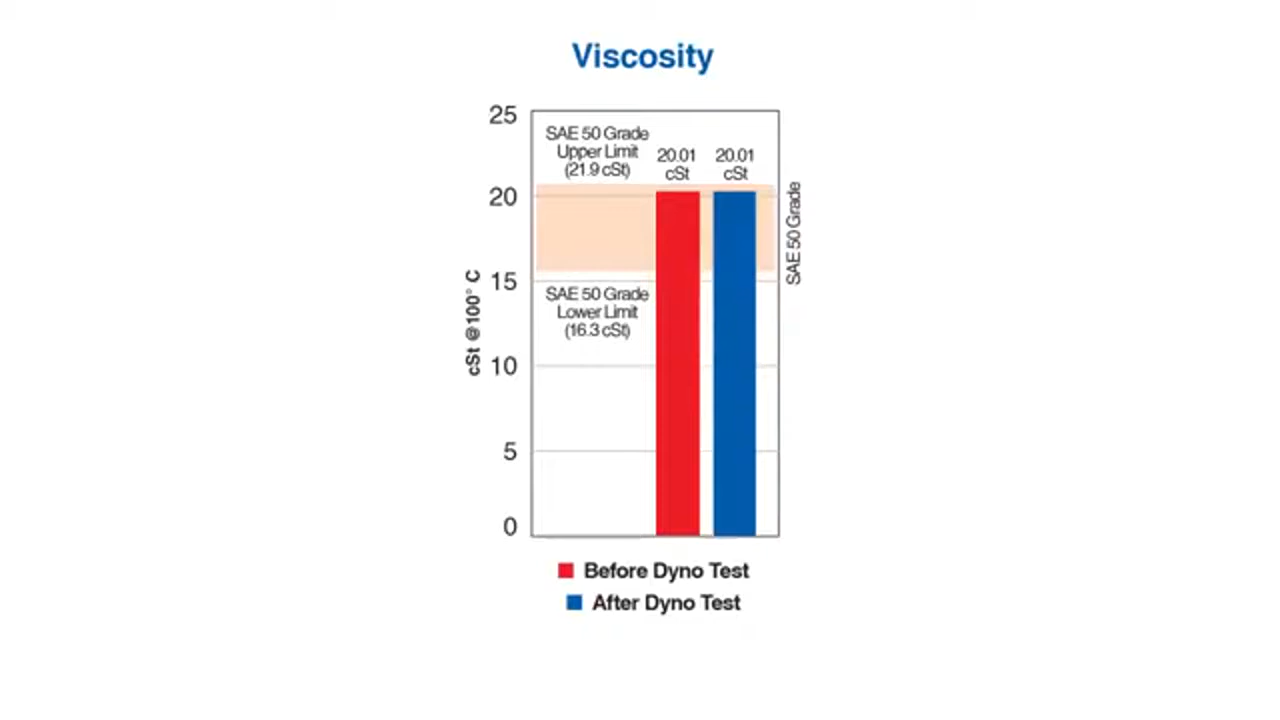 Viscosity
25
20
15
10
5
0
cSt @100° C
SAE 50 Grade
Upper Limit
(21.9 cSt)
20.01
cSt
20.01
cSt
SAE 50 Grade
Lower Limit
(16.3 cSt)
SAE 50 Grade
Before Dyno Test
After Dyno Test